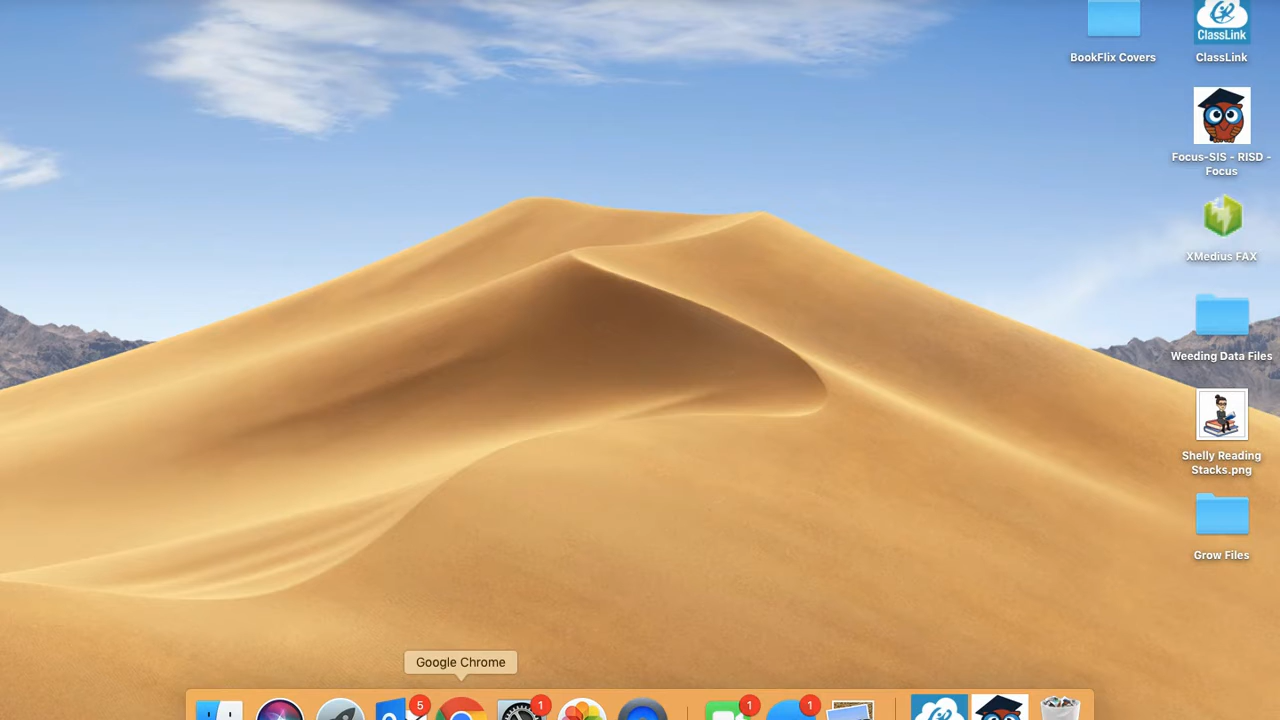 BookFlix Covers
ClassLink
ClassLink
Focus-SIS - RISD -
Focus
XMedius FAX
Weeding Data Files
Shelly Reading
Stacks.png
Grow Files
Google Chrome
5
1
1
1